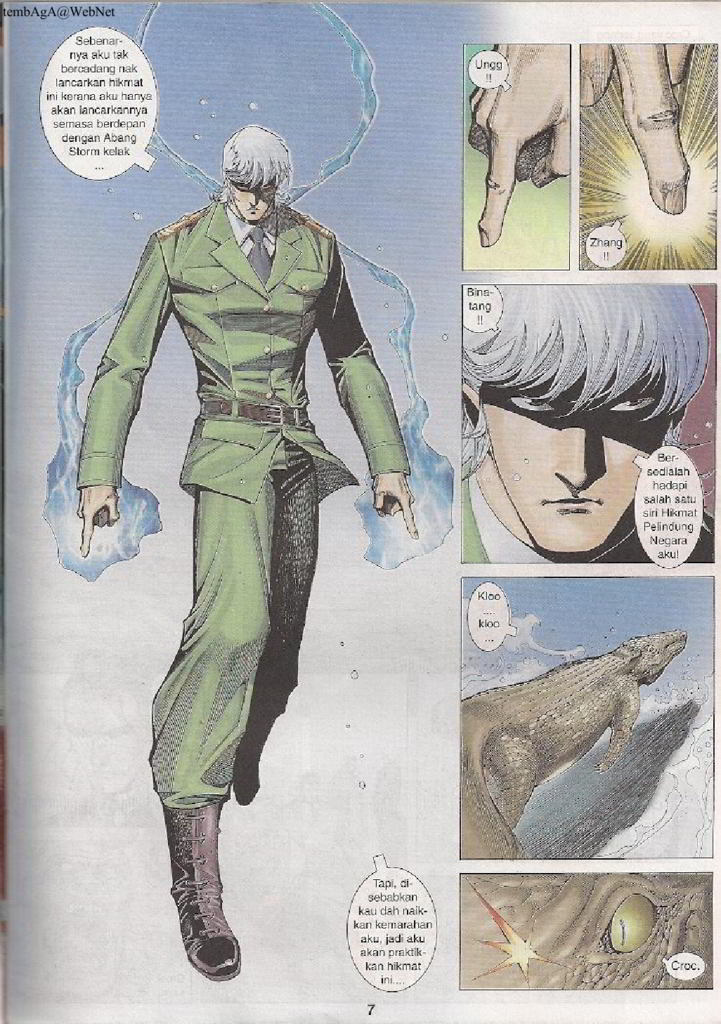 tembAgA@WebNet
Sebenar-
nya aku tak
bercadang nak
lancarkan hikmat
ini kerana aku hanya
akan lancarkannya
semasa berdepan
dengan Abang
Storm kelak
...
Tapi, di-
sebabkan
kau dah naik-
kan kemarahan
aku, jadi aku
akan praktik-
kan hikmat
ini....
Ungg
!!
Zhang
!!
Bina-
tang
!!
Ber-
sedialah
hadapi
salah satu
siri Hikmat
Pelindung
Negara
aku!
Kloo
....
kloo
...
Croc.
7